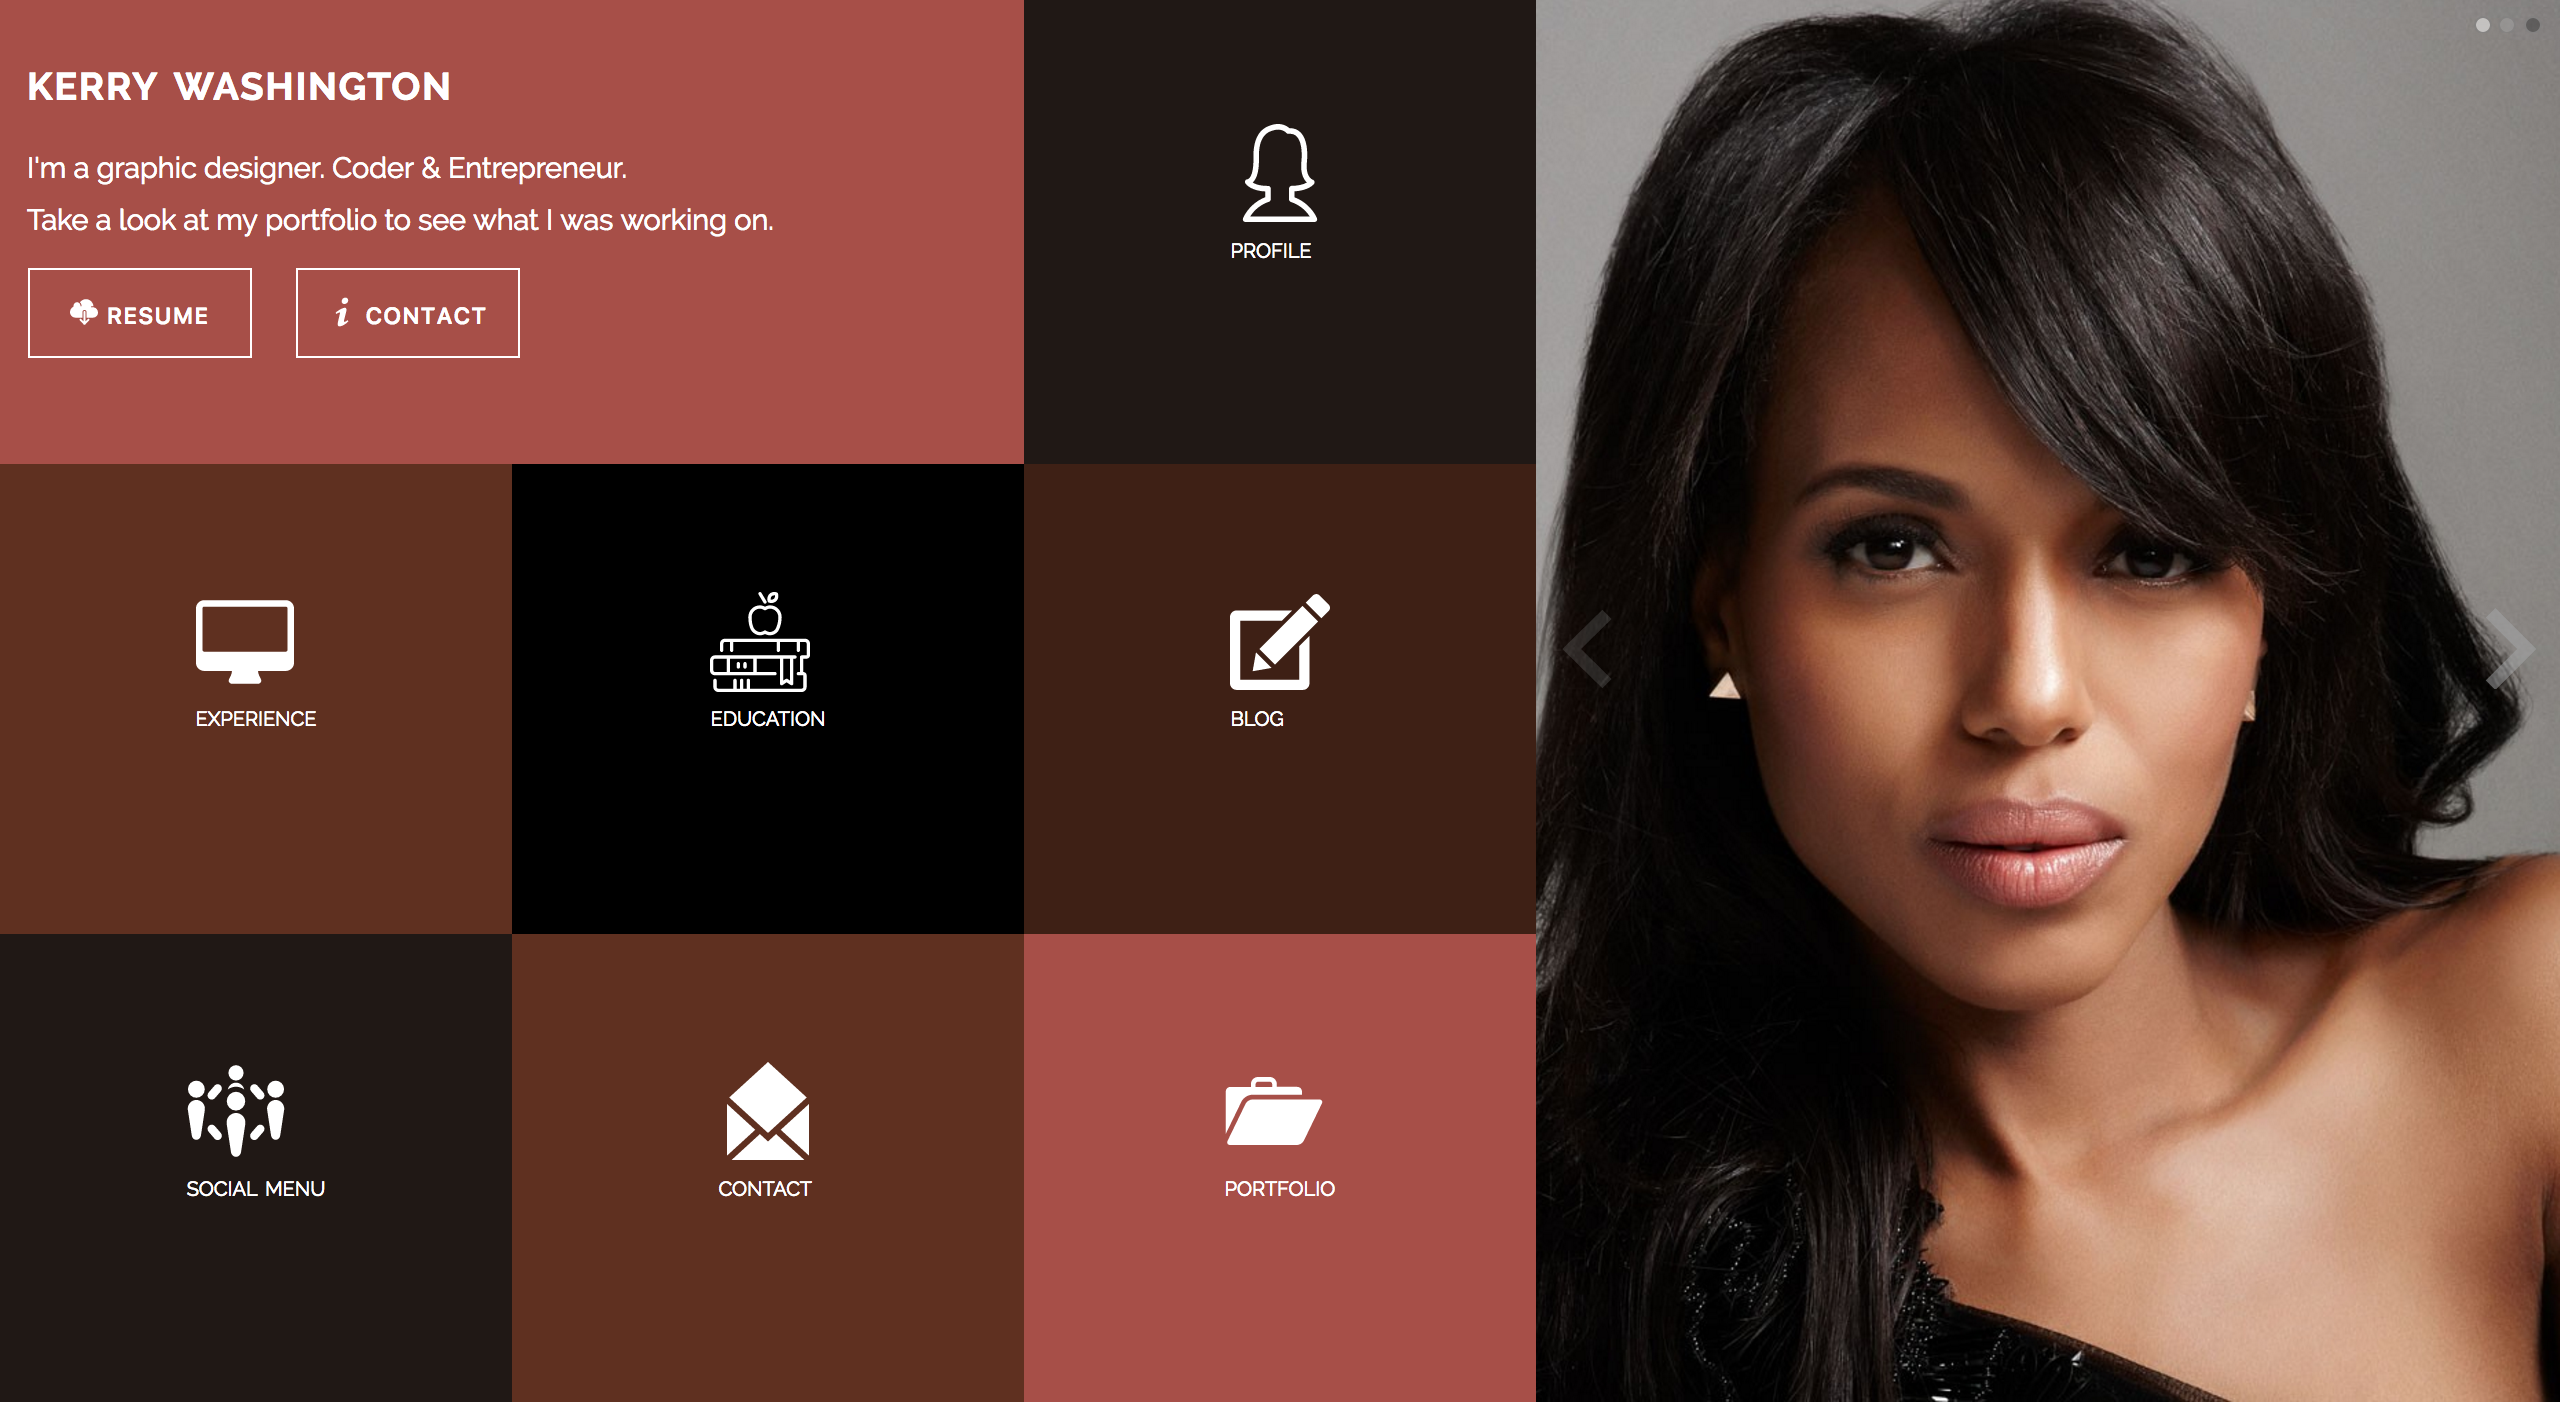 KERRY WASHINGTON
I'm a graphic designer. Coder & Entrepreneur.
Take a look at my portfolio to see what I was working on.
RESUME
CONTACT
PROFILE
EXPERIENCE
EDUCATION
BLOG
SOCIAL MENU
CONTACT
PORTFOLIO